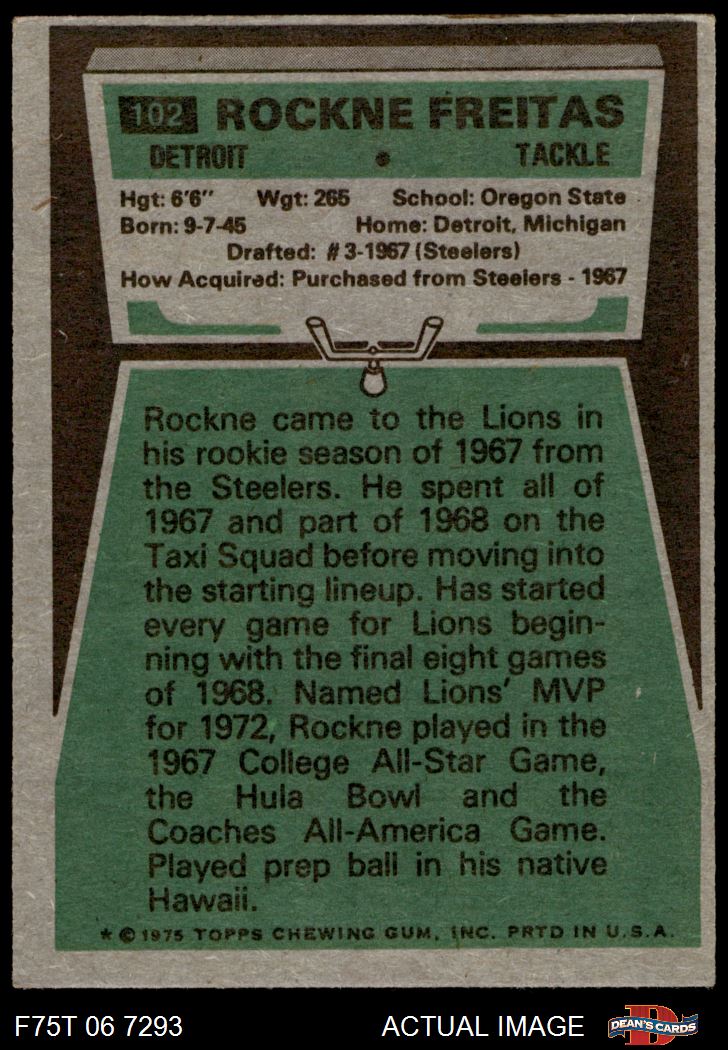 102 ROCKNE FREITAS
DETROIT • TACKLE
Hgt: 6'6" Wgt: 265 School: Oregon State
Born: 9-7-45 Home: Detroit, Michigan
Drafted: #3-1967 (Steelers)
How Acquired: Purchased from Steelers - 1967
Rockne came to the Lions in
his rookie season of 1967 from
the Steelers. He spent all of
1967 and part of 1968 on the
Taxi Squad before moving into
the starting lineup. Has started
every game for Lions begin-
ning with the final eight games
of 1968. Named Lions' MVP
for 1972, Rockne played in the
1967 College All-Star Game,
the Hula Bowl and the
Coaches All-America Game.
Played prep ball in his native
Hawaii.
* © 1975 TOPPS CHEWING GUM, INC. PRTD IN U.S.A.
F75T 06 7293 ACTUAL IMAGE DEAN'S CARDS